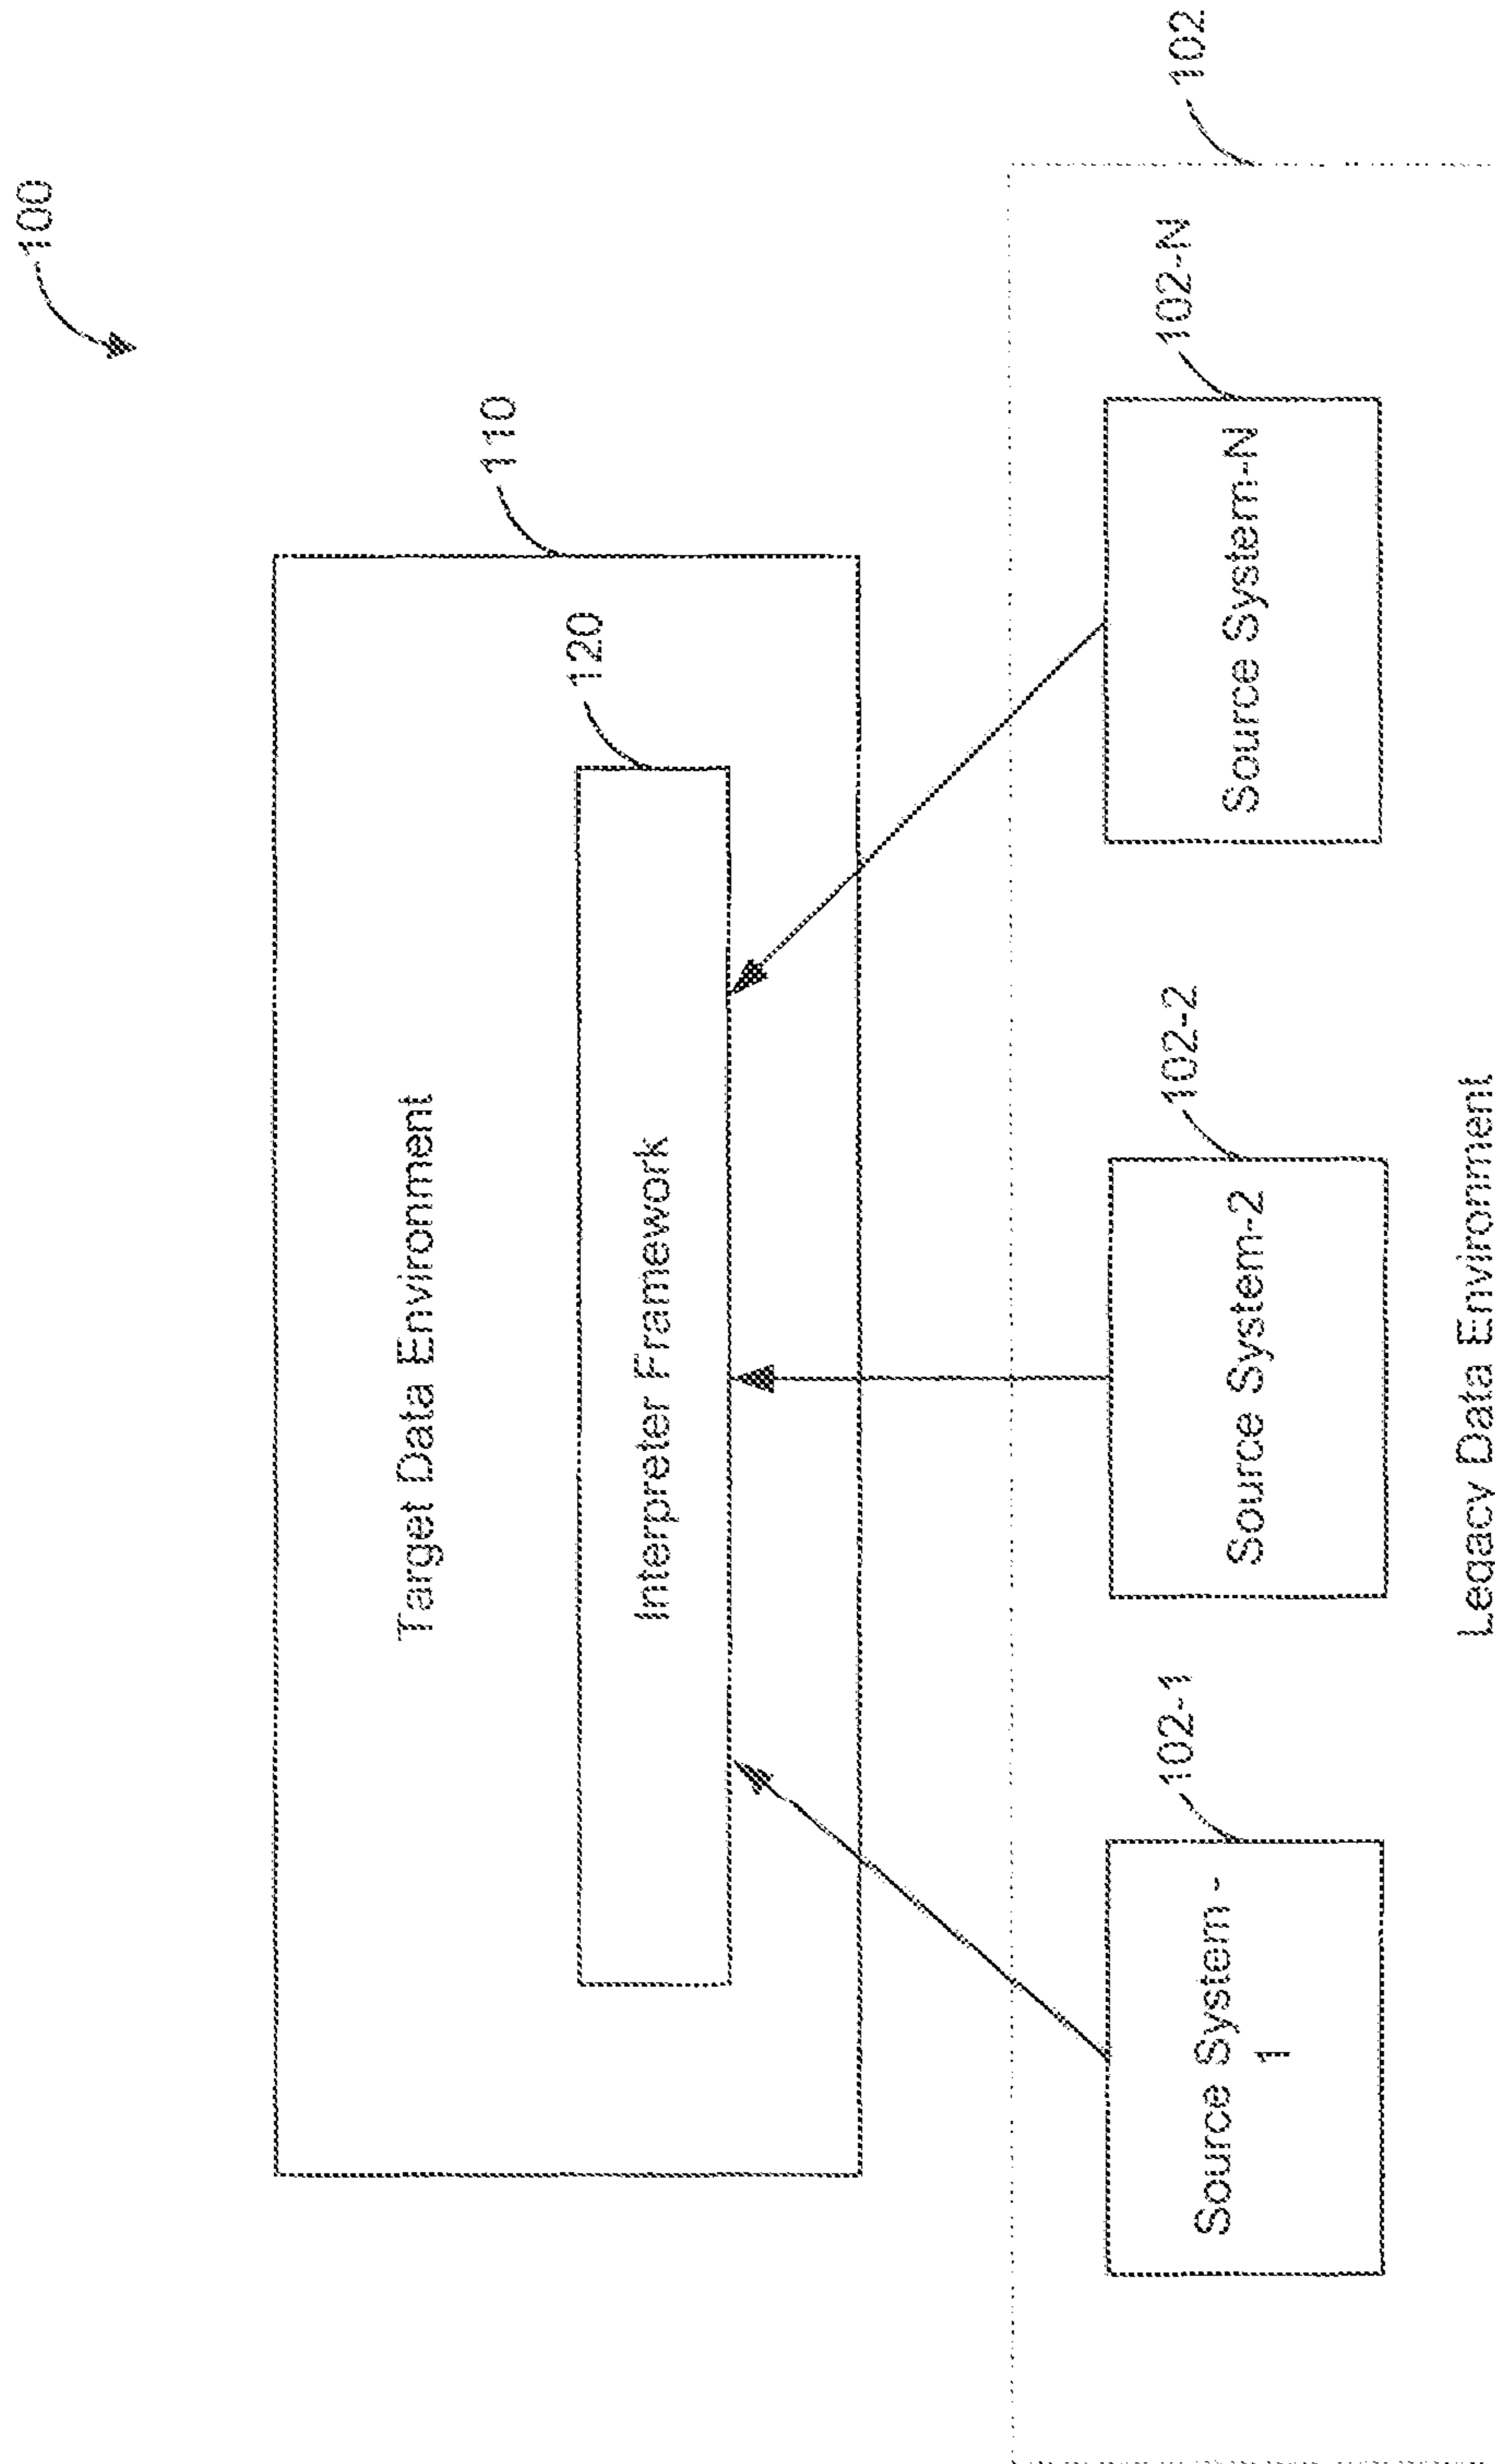 100
110
Target Data Environment
120
Interpreter Framework
102
102-1
102-2
102-N
Source System -
1
Source System-2
Source System-N
Legacy Data Environment